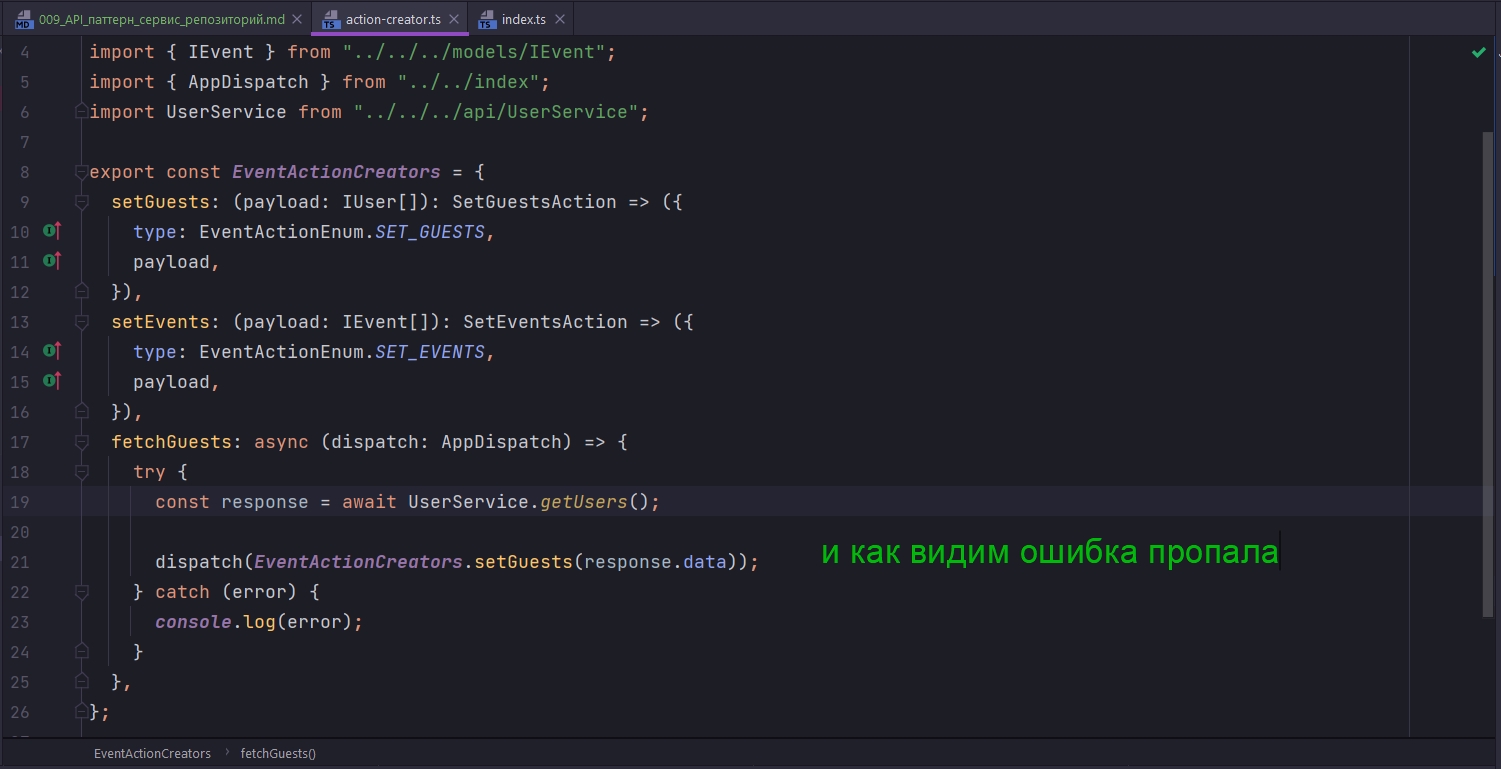 009_API_паттерн_сервис_репозиторий.md
action-creator.ts
index.ts
4 import { IEvent } from "../../../models/IEvent";
5 import { AppDispatch } from "../../index";
6 import UserService from "../../../api/UserService";
7
8 export const EventActionCreators = {
9 setGuests: (payload: IUser[]): SetGuestsAction => ({
10 type: EventActionEnum.SET_GUESTS,
11 payload,
12 }),
13 setEvents: (payload: IEvent[]): SetEventsAction => ({
14 type: EventActionEnum.SET_EVENTS,
15 payload,
16 }),
17 fetchGuests: async (dispatch: AppDispatch) => {
18 try {
19 const response = await UserService.getUsers();
20
21 dispatch(EventActionCreators.setGuests(response.data));
и как видим ошибка пропала
22 } catch (error) {
23 console.log(error);
24 }
25 },
26 };
EventActionCreators › fetchGuests()